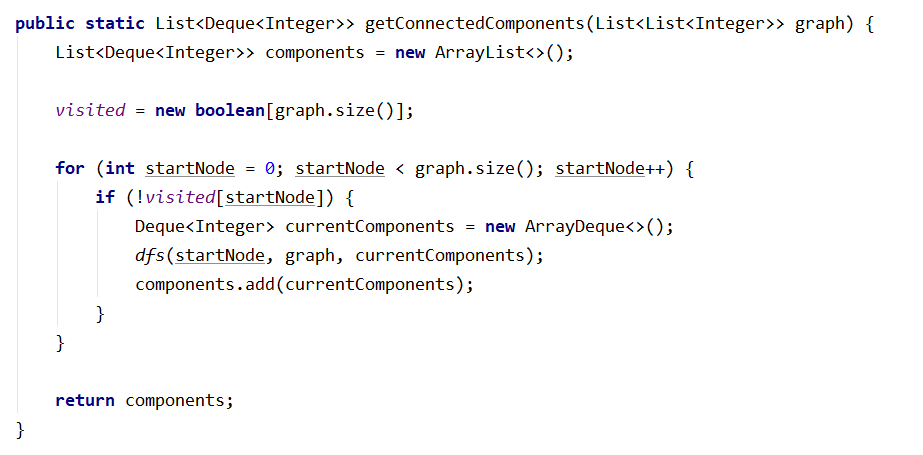 public static List<Deque<Integer>> getConnectedComponents(List<List<Integer>> graph) {
    List<Deque<Integer>> components = new ArrayList<>();

    visited = new boolean[graph.size()];

    for (int startNode = 0; startNode < graph.size(); startNode++) {
        if (!visited[startNode]) {
            Deque<Integer> currentComponents = new ArrayDeque<>();
            dfs(startNode, graph, currentComponents);
            components.add(currentComponents);
        }
    }

    return components;
}